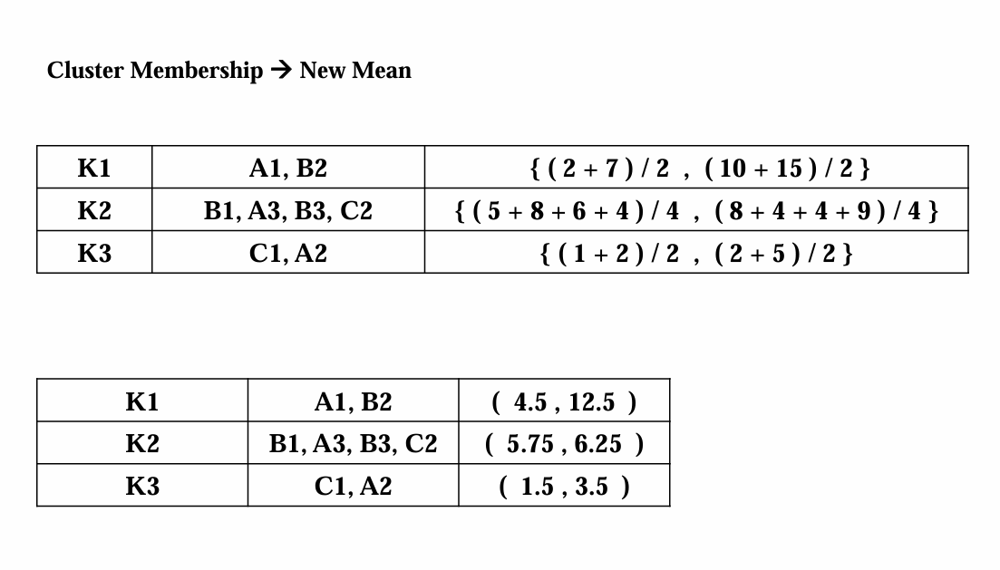 Cluster Membership → New Mean
K1 A1, B2 { ( 2 + 7 ) / 2 , ( 10 + 15 ) / 2 }
K2 B1, A3, B3, C2 { ( 5 + 8 + 6 + 4 ) / 4 , ( 8 + 4 + 4 + 9 ) / 4 }
K3 C1, A2 { ( 1 + 2 ) / 2 , ( 2 + 5 ) / 2 }
K1 A1, B2 ( 4.5 , 12.5 )
K2 B1, A3, B3, C2 ( 5.75 , 6.25 )
K3 C1, A2 ( 1.5 , 3.5 )